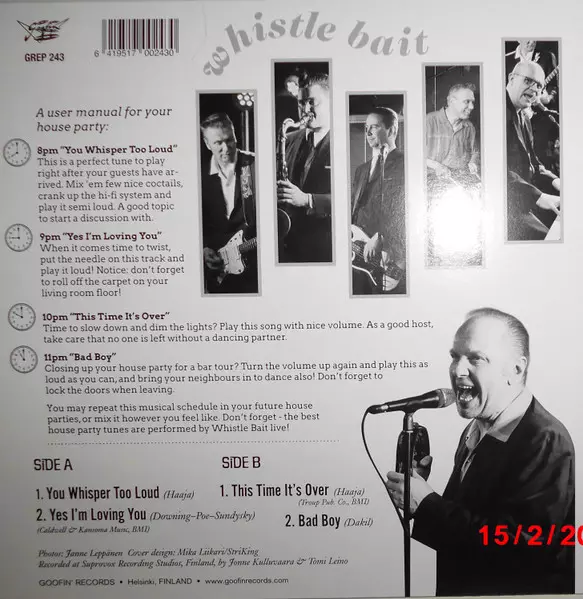 GREP 243
6 419517 002430
whistle bait
A user manual for your
house party:
8pm "You Whisper Too Loud"
This is a perfect tune to play
right after your guests have ar-
rived. Mix 'em few nice coctails,
crank up the hi-fi system and
play it semi loud. A good topic
to start a discussion with.
9pm "Yes I'm Loving You"
When it comes time to twist,
put the needle on this track and
play it loud! Notice: don't forget
to roll off the carpet on your
living room floor!
10pm "This Time It's Over"
Time to slow down and dim the lights? Play this song with nice volume. As a good host,
take care that no one is left without a dancing partner.
11pm "Bad Boy"
Closing up your house party for a bar tour? Turn the volume up again and play this as
loud as you can, and bring your neighbours in to dance also! Don't forget to
lock the doors when leaving.
You may repeat this musical schedule in your future house
parties, or mix it however you feel like. Don't forget - the best
house party tunes are performed by Whistle Bait live!
SiDE A
1. You Whisper Too Loud (Haaja)
2. Yes I'm Loving You (Downing–Poe–Sundysky)
(Caldwell & Kansoma Music, BMI)
SiDE B
1. This Time It's Over (Haaja)
(Troup Pub. Co., BMI)
2. Bad Boy (Dakil)
Photos: Janne Leppänen Cover design: Mika Liikari/StriKing
Recorded at Suprovox Recording Studios, Finland, by Jonne Kulluvaara & Tomi Leino
GOOFIN' RECORDS • Helsinki, FINLAND • www.goofinrecords.com
15/2/20